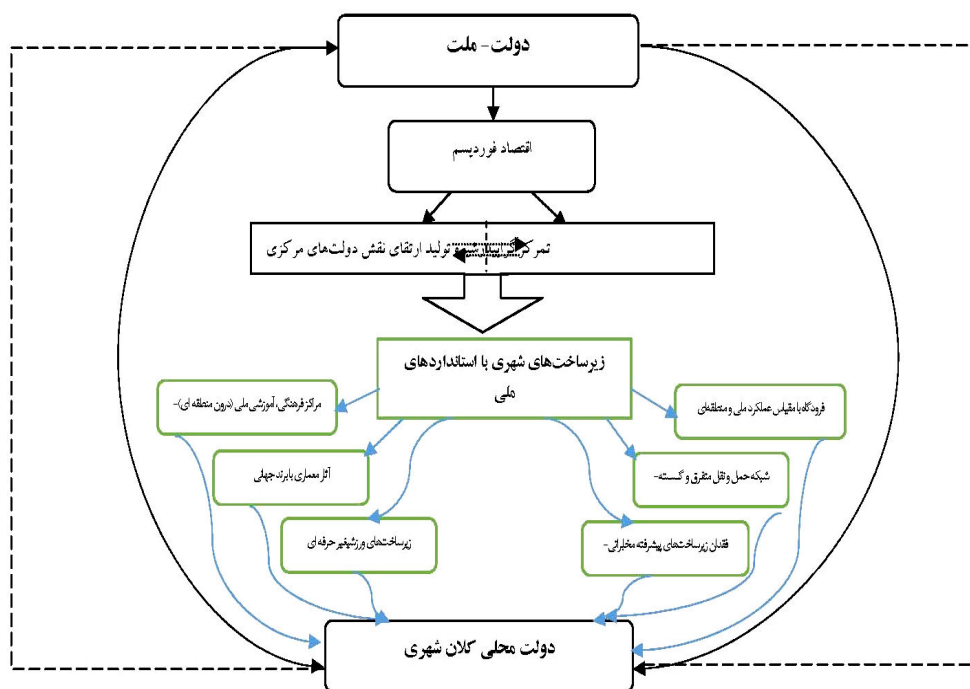 دولت- ملت
اقتصاد فوردیسم
تولید ارتقای نقش دولت‌های مرکزی
زیرساخت‌های شهری با استانداردهای
ملی
فرودگاه با مقیاس عملکرد ملی و منطقه‌ای
مراکز فرهنگی، آموزشی ملی (درون منطقه ای)-
شبکه حمل و نقل متفرق و گسسته-
آثار معماری با برند جهانی
فقدان زیرساخت‌های پیشرفته مخابراتی-
زیرساخت‌های ورزشیغیر حرفه ای
دولت محلی کلان شهری